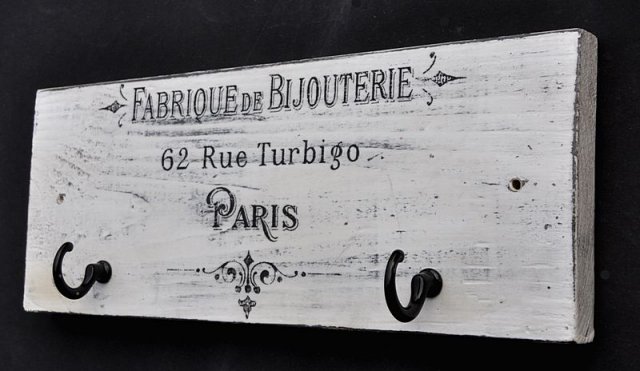 FABRIQUE DE BIJOUTERIE
62 Rue Turbigo
PARIS